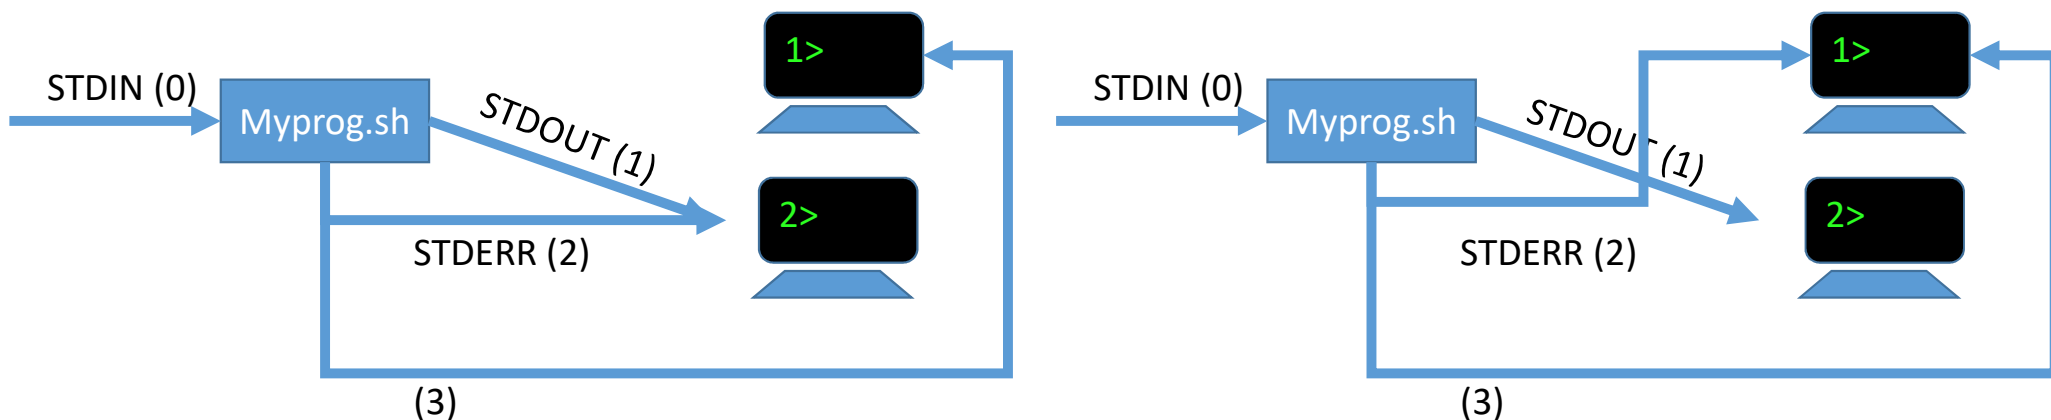 1>
STDIN (0)
Myprog.sh
STDOUT (1)
2>
STDERR (2)
(3)
1>
STDIN (0)
Myprog.sh
STDOUT (1)
2>
STDERR (2)
(3)